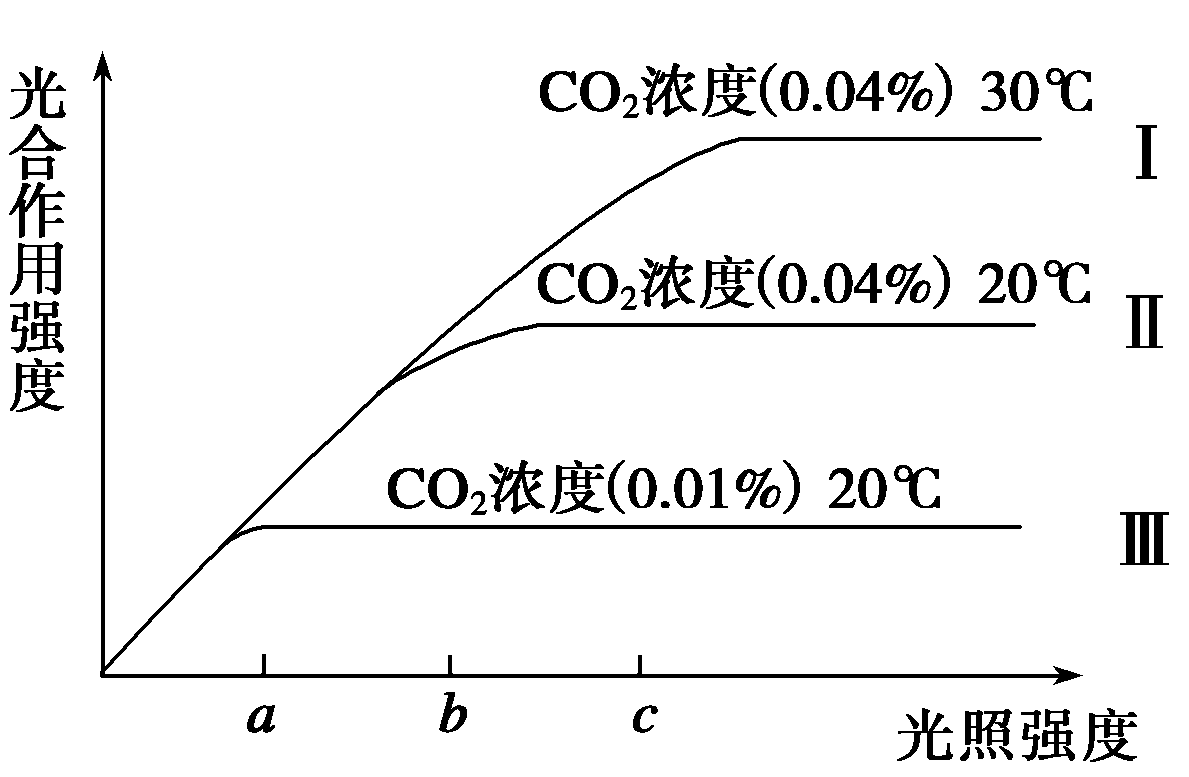 光合作用强度
CO₂浓度(0.04%) 30℃
Ⅰ
CO₂浓度(0.04%) 20℃
Ⅱ
CO₂浓度(0.01%) 20℃
Ⅲ
a b c
光照强度